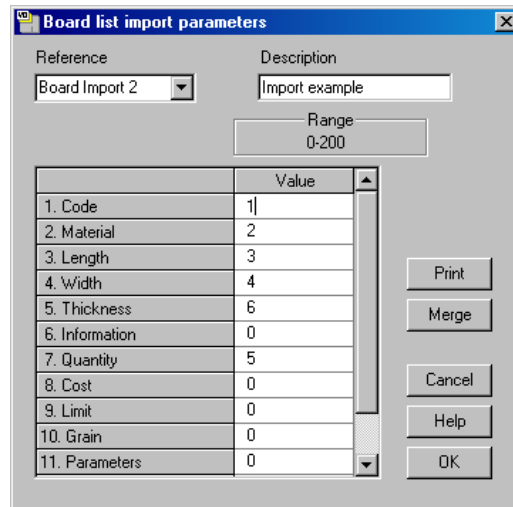 Board list import parameters
Reference Description
Board Import 2 Import example
Range
0-200
Value
1. Code 1
2. Material 2
3. Length 3
4. Width 4
5. Thickness 6
6. Information 0
7. Quantity 5
8. Cost 0
9. Limit 0
10. Grain 0
11. Parameters 0
Print
Merge
Cancel
Help
OK